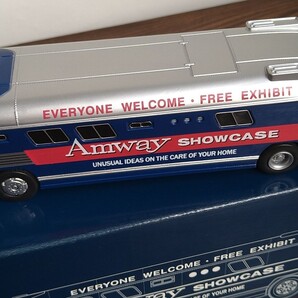 EVERYONE WELCOME · FREE EXHIBIT
Amway SHOWCASE
UNUSUAL IDEAS ON THE CARE OF YOUR HOME
EVERYONE WELCOME · FREE EXHIBIT
Amway SHOWCASE